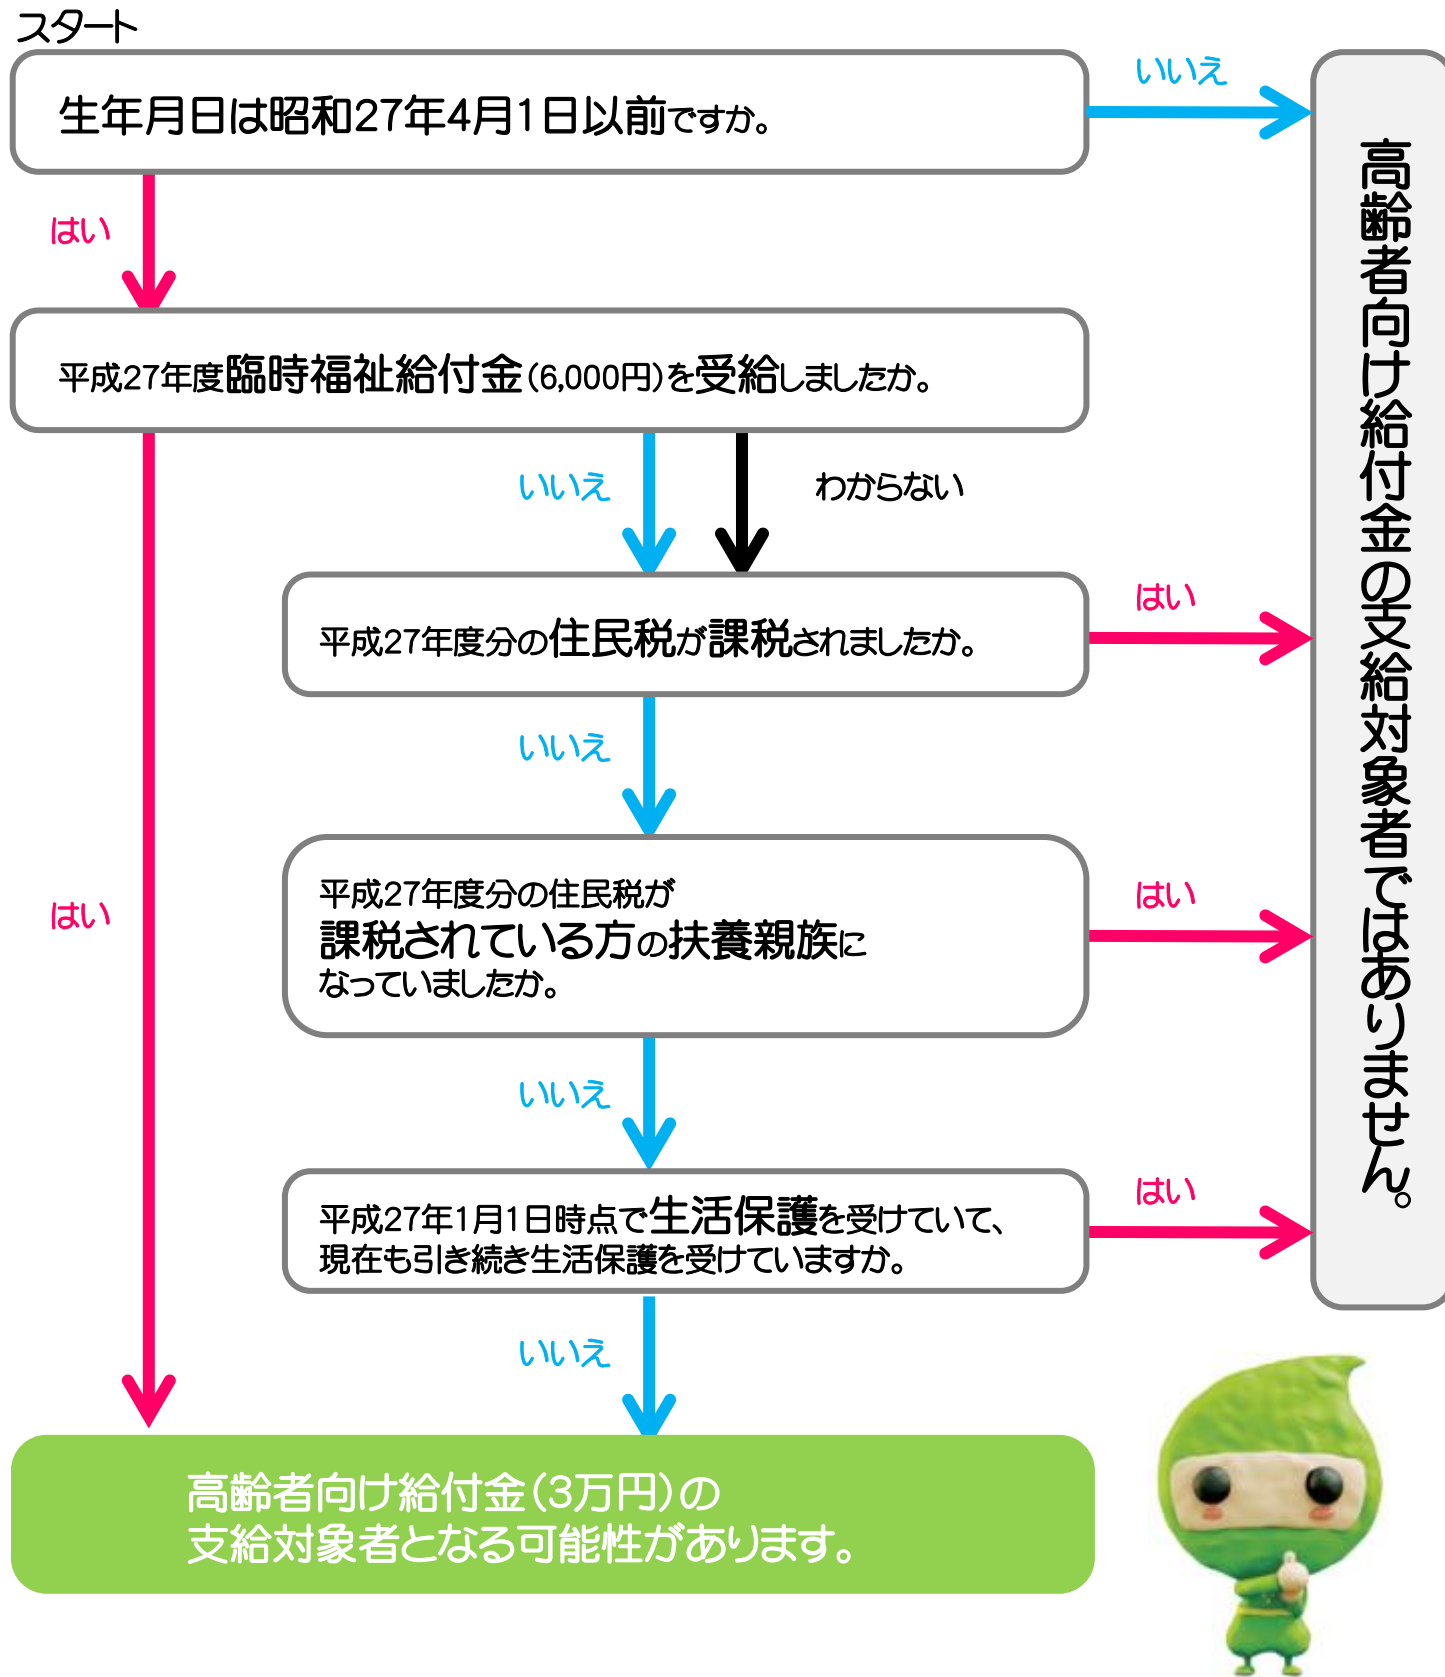 スタート
生年月日は昭和27年4月1日以前ですか。
いいえ
はい
平成27年度臨時福祉給付金(6,000円)を受給しましたか。
いいえ
わからない
平成27年度分の住民税が課税されましたか。
はい
いいえ
平成27年度分の住民税が
課税されている方の扶養親族に
なっていましたか。
はい
はい
いいえ
平成27年1月1日時点で生活保護を受けていて、
現在も引き続き生活保護を受けていますか。
はい
いいえ
高齢者向け給付金(3万円)の
支給対象者となる可能性があります。
高齢者向け給付金の支給対象者ではありません。